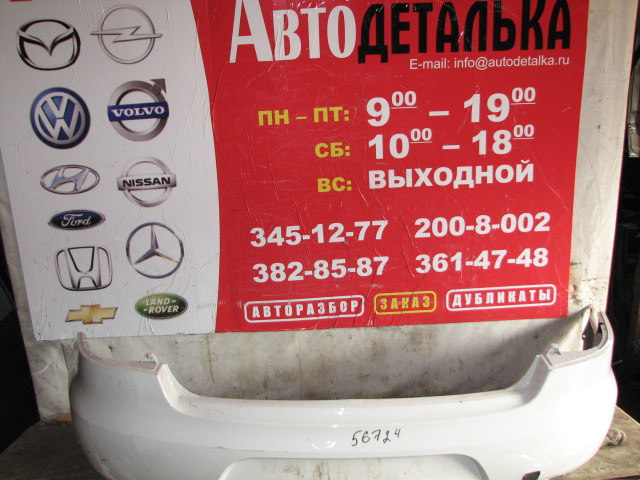 АвтоДЕТАЛЬКА
E-mail: info@autodetalka.ru
ПН – ПТ: 9⁰⁰ – 19⁰⁰
СБ: 10⁰⁰ – 18⁰⁰
ВС: ВЫХОДНОЙ
345-12-77 200-8-002
382-85-87 361-47-48
АВТОРАЗБОР ЗАКАЗ ДУБЛИКАТЫ
VOLVO
NISSAN
Ford
LAND-ROVER
56724